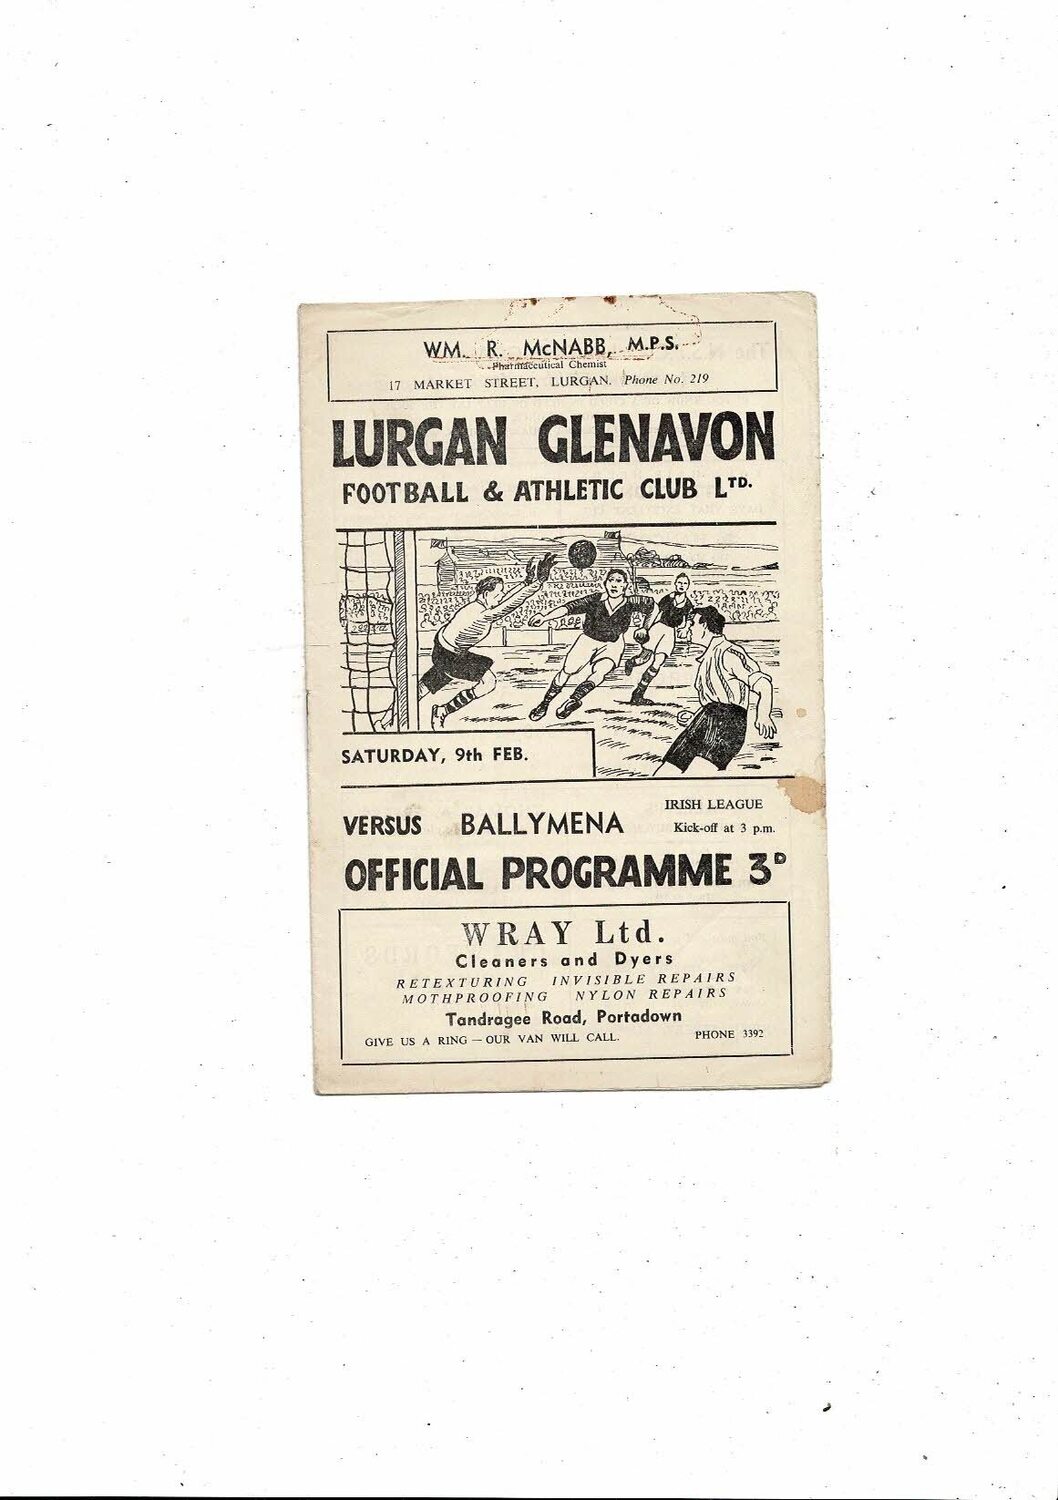 WM. R. McNABB, M.P.S.
Pharmaceutical Chemist
17 MARKET STREET, LURGAN. Phone No. 219
LURGAN GLENAVON
FOOTBALL & ATHLETIC CLUB LTD.
SATURDAY, 9th FEB.
IRISH LEAGUE
VERSUS BALLYMENA Kick-off at 3 p.m.
OFFICIAL PROGRAMME 3D
WRAY Ltd.
Cleaners and Dyers
RETEXTURING INVISIBLE REPAIRS
MOTHPROOFING NYLON REPAIRS
Tandragee Road, Portadown
GIVE US A RING — OUR VAN WILL CALL. PHONE 3392